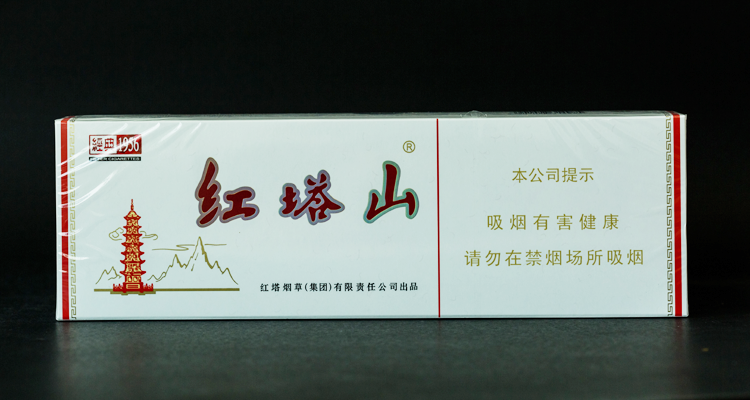 經典1956
红塔山®
红塔烟草(集团)有限责任公司出品
本公司提示
吸烟有害健康
请勿在禁烟场所吸烟